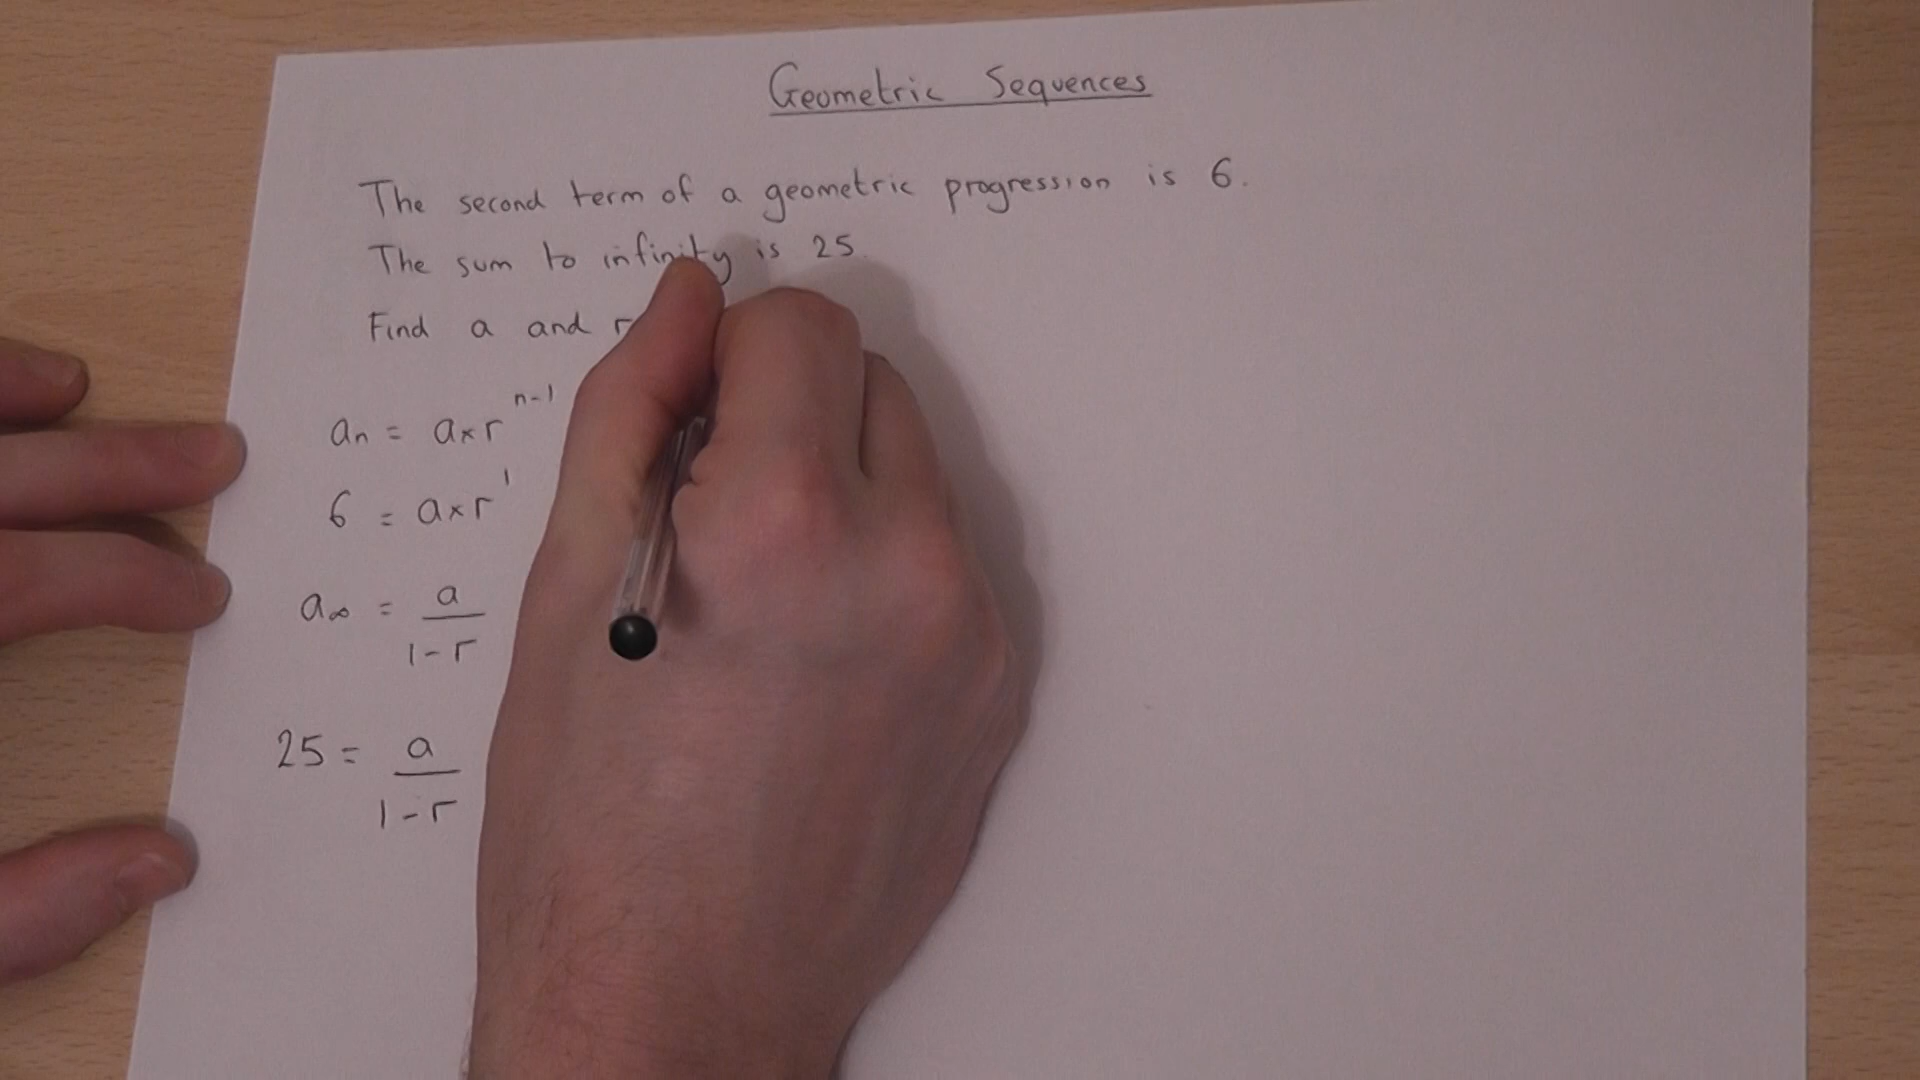 Geometric Sequences
The second term of a geometric progression is 6.
The sum to infinity is 25.
Find a and r
an = a×r^n-1
6 = a×r^1
a∞ = a/1-r
25 = a/1-r